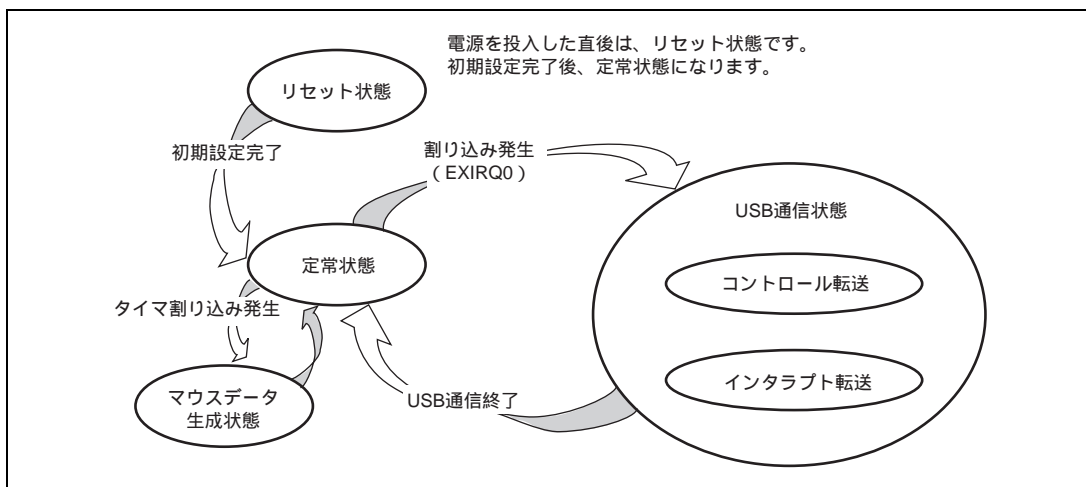 電源を投入した直後は、リセット状態です。
初期設定完了後、定常状態になります。
リセット状態
初期設定完了
割り込み発生
（EXIRQ0）
USB通信状態
定常状態
コントロール転送
タイマ割り込み発生
インタラプト転送
マウスデータ
生成状態
USB通信終了